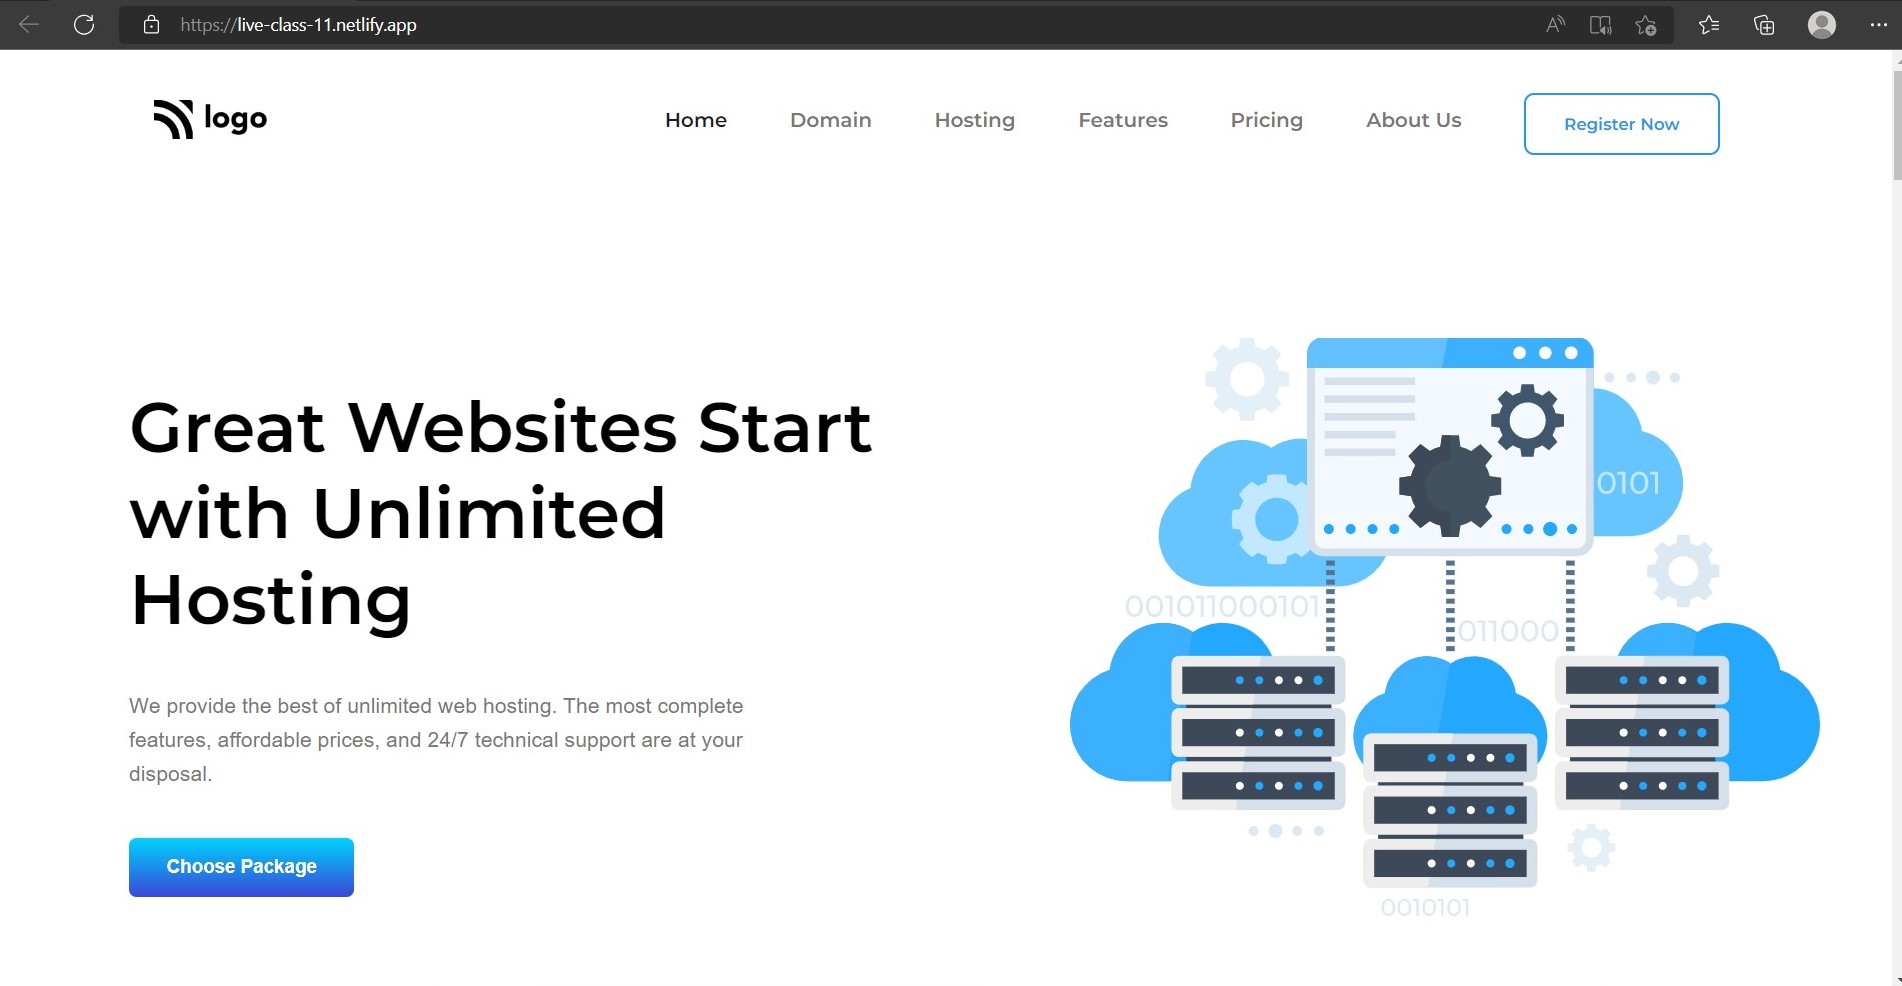 https://live-class-11.netlify.app
logo
Home Domain Hosting Features Pricing About Us Register Now
Great Websites Start
with Unlimited
Hosting
We provide the best of unlimited web hosting. The most complete
features, affordable prices, and 24/7 technical support are at your
disposal.
Choose Package
0101
001011000101
011000
0010101